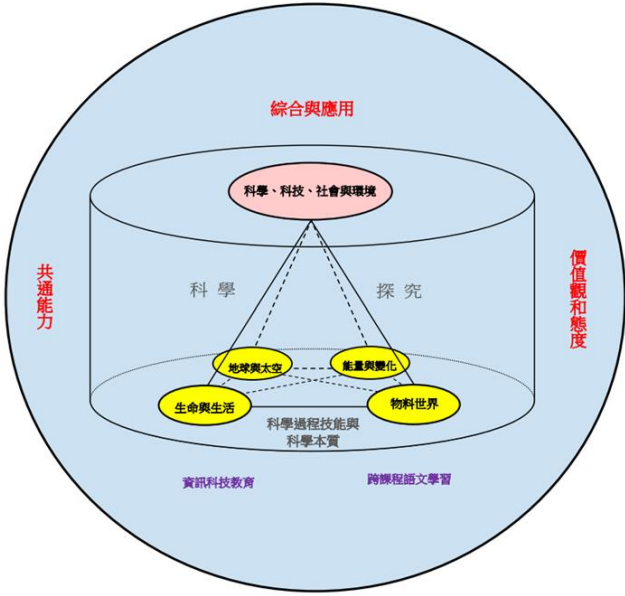 綜合與應用
科學、科技、社會與環境
共通能力
價值觀和態度
科學
探究
地球與太空
能量與變化
生命與生活
物料世界
科學過程技能與
科學本質
資訊科技教育
跨課程語文學習